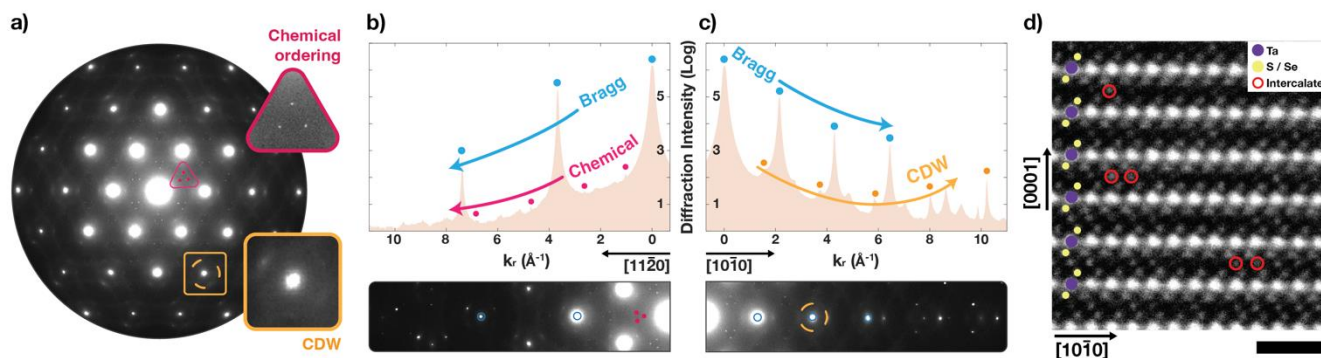 a)
Chemical
ordering
CDW
b)
Bragg
Chemical
10 8 6 4 2 0
kr (Å-1)
[112̄0]
5
3
1
Diffraction Intensity (Log)
c)
Bragg
CDW
5
3
1
0 2 4 6 8 10
kr (Å-1)
[101̄0]
d)
Ta
S / Se
Intercalate
[0001]
[101̄0]